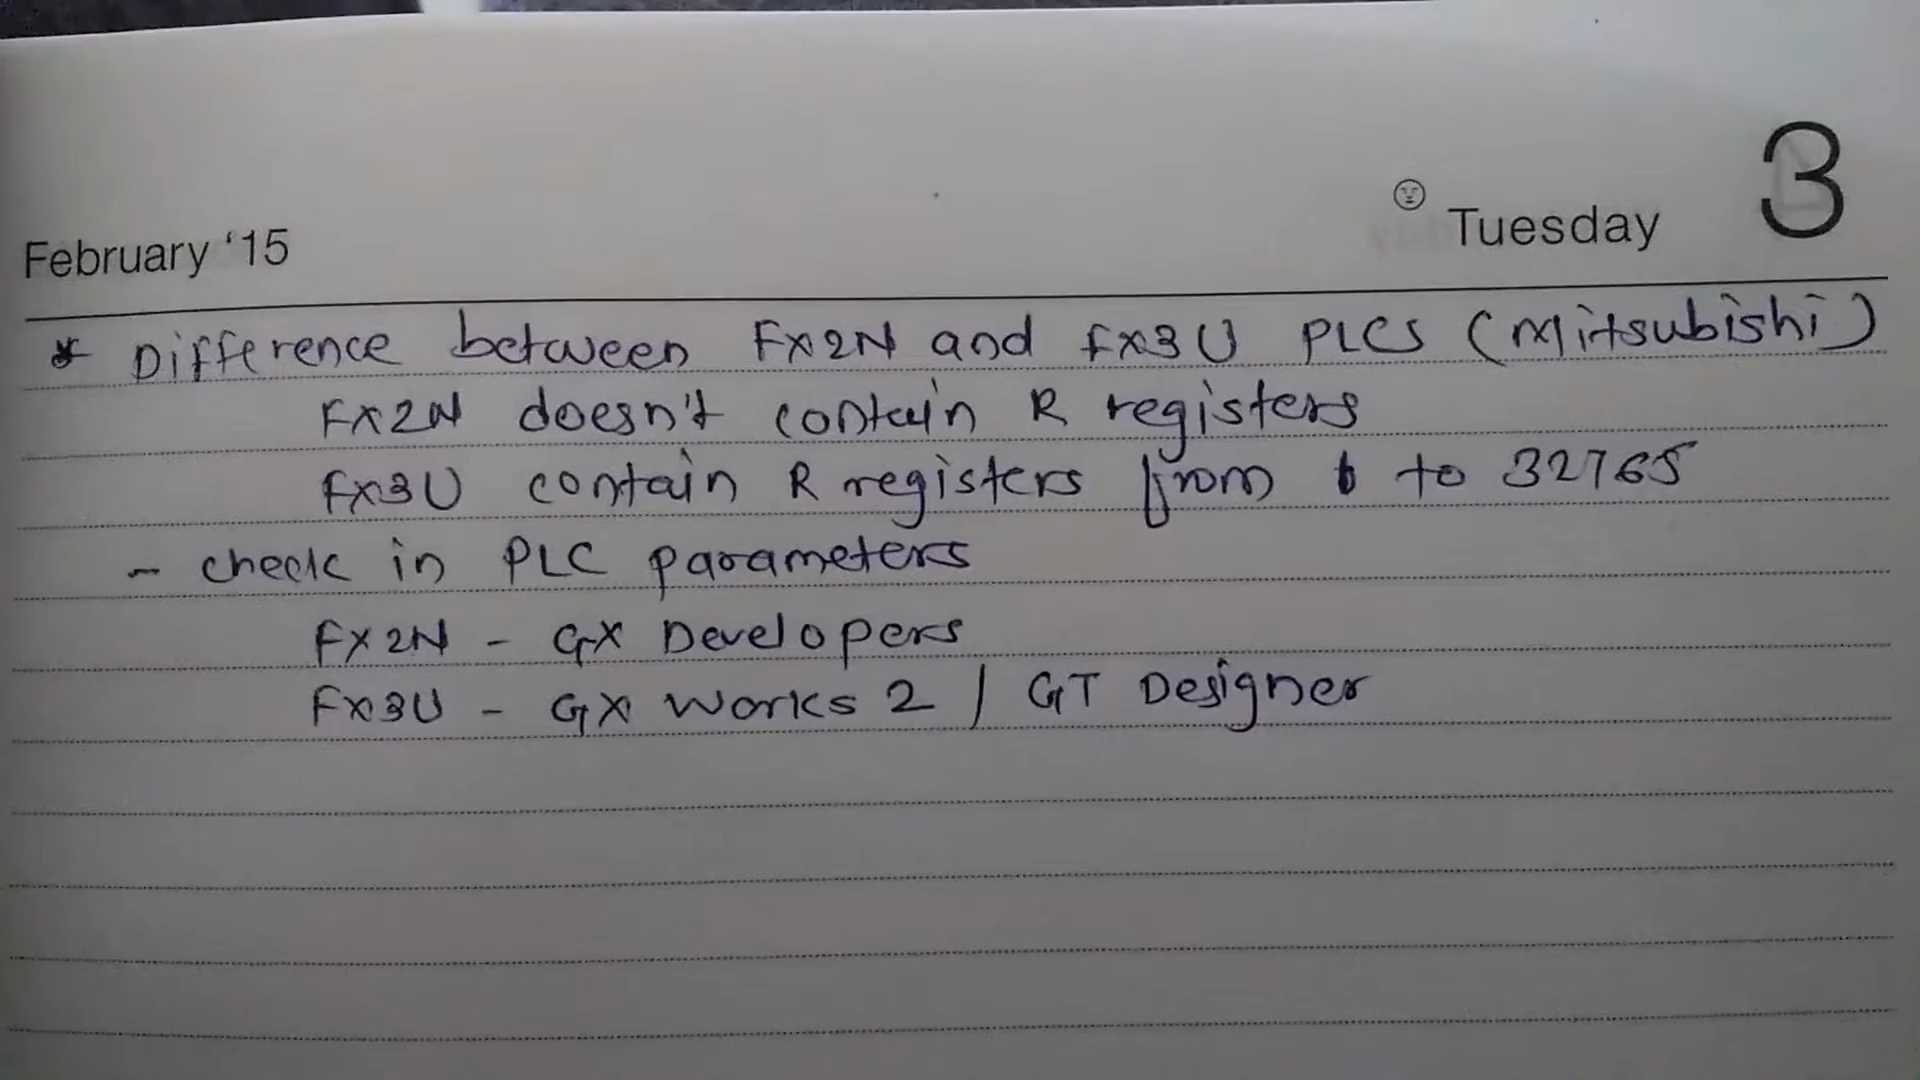 February '15 Tuesday 3
* Difference between FX2N and FX3U PLCS (Mitsubishi)
FX2N doesn't contain R registers
FX3U contain R registers from to 32765
- check in PLC parameters
FX2N - GX Developers
FX3U - GX Works 2 / GT Designer